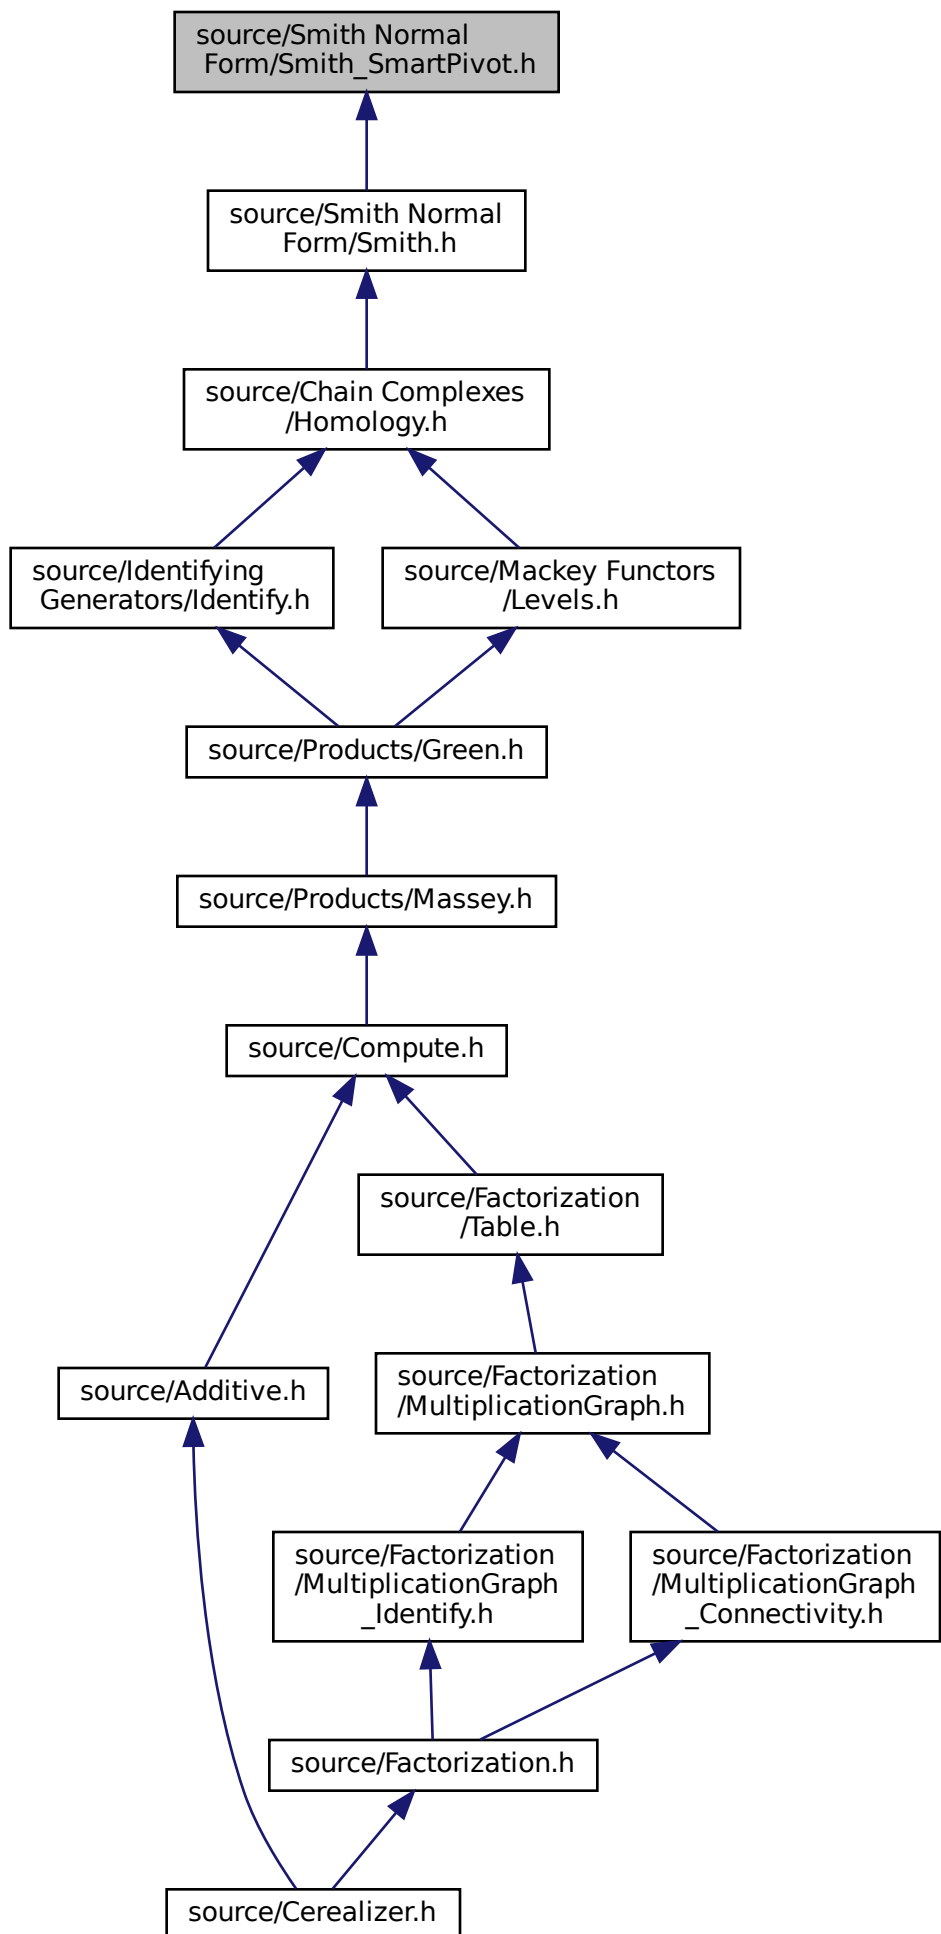 source/Smith Normal
Form/Smith_SmartPivot.h
source/Smith Normal
Form/Smith.h
source/Chain Complexes
/Homology.h
source/Identifying
Generators/Identify.h
source/Mackey Functors
/Levels.h
source/Products/Green.h
source/Products/Massey.h
source/Compute.h
source/Factorization
/Table.h
source/Additive.h
source/Factorization
/MultiplicationGraph.h
source/Factorization
/MultiplicationGraph
_Identify.h
source/Factorization
/MultiplicationGraph
_Connectivity.h
source/Factorization.h
source/Cerealizer.h